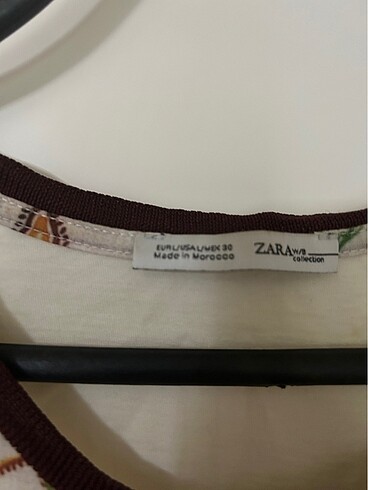 EUR L/USA L/MEX 30
Made in Morocco
ZARA W/B
collection